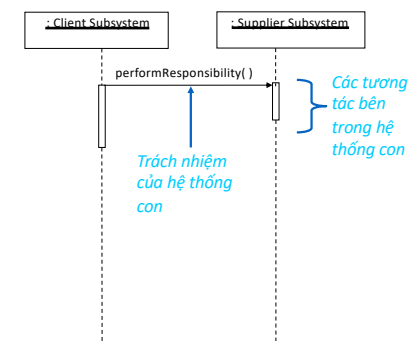 : Client Subsystem
: Supplier Subsystem
performResponsibility( )
Các tương
tác bên
trong hệ
thống con
Trách nhiệm
của hệ thống
con